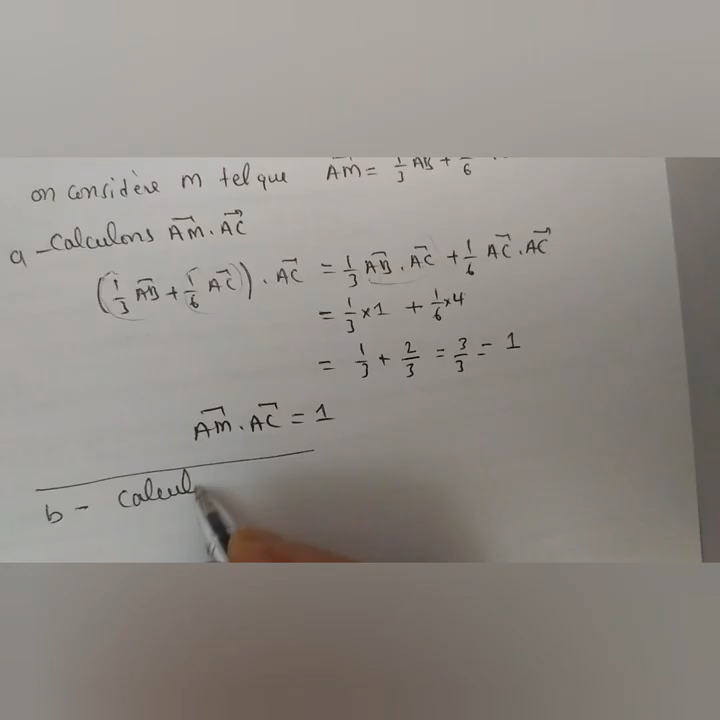 on considère m tel que AM = 1/3 AB + 1/6
a - Calculons AM . AC
(1/3 AB + 1/6 AC) . AC = 1/3 AB . AC + 1/6 AC . AC
= 1/3 × 1 + 1/6 × 4
= 1/3 + 2/3 = 3/3 = 1
AM . AC = 1
b - Calcul